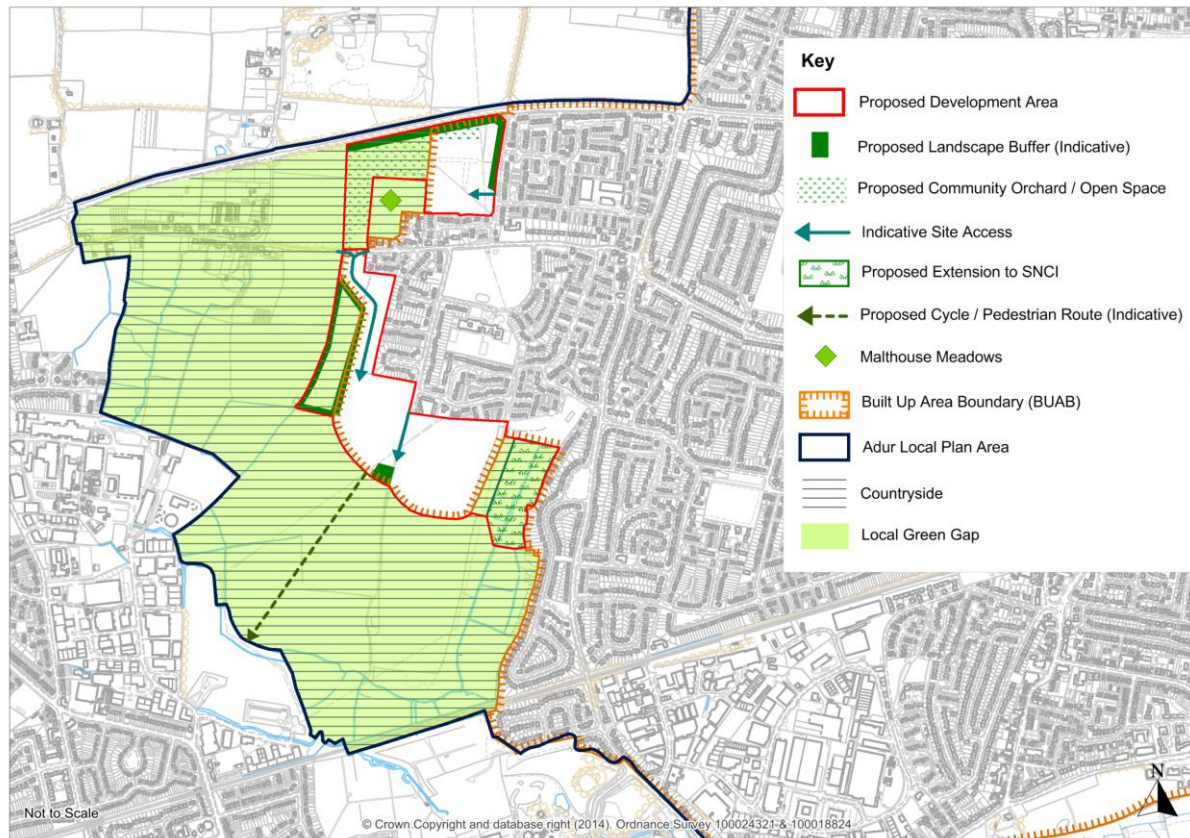 Key
Proposed Development Area
Proposed Landscape Buffer (Indicative)
Proposed Community Orchard / Open Space
Indicative Site Access
Proposed Extension to SNCI
Proposed Cycle / Pedestrian Route (Indicative)
Malthouse Meadows
Built Up Area Boundary (BUAB)
Adur Local Plan Area
Countryside
Local Green Gap
N
Not to Scale
© Crown Copyright and database right (2014). Ordnance Survey 100024321 & 100018824